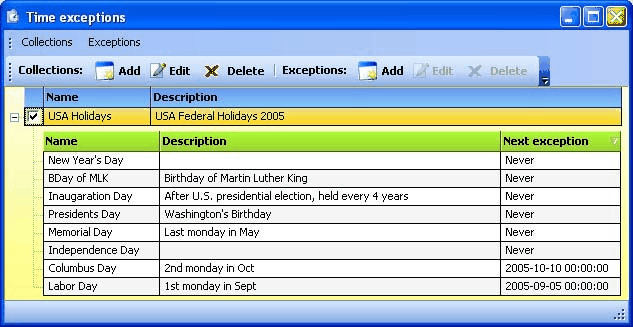 Time exceptions
Collections Exceptions
Collections: Add Edit Delete Exceptions: Add Edit Delete
Name Description
USA Holidays USA Federal Holidays 2005
Name Description Next exception
New Year's Day Never
BDay of MLK Birthday of Martin Luther King Never
Inaugaration Day After U.S. presidential election, held every 4 years Never
Presidents Day Washington's Birthday Never
Memorial Day Last monday in May Never
Independence Day Never
Columbus Day 2nd monday in Oct 2005-10-10 00:00:00
Labor Day 1st monday in Sept 2005-09-05 00:00:00